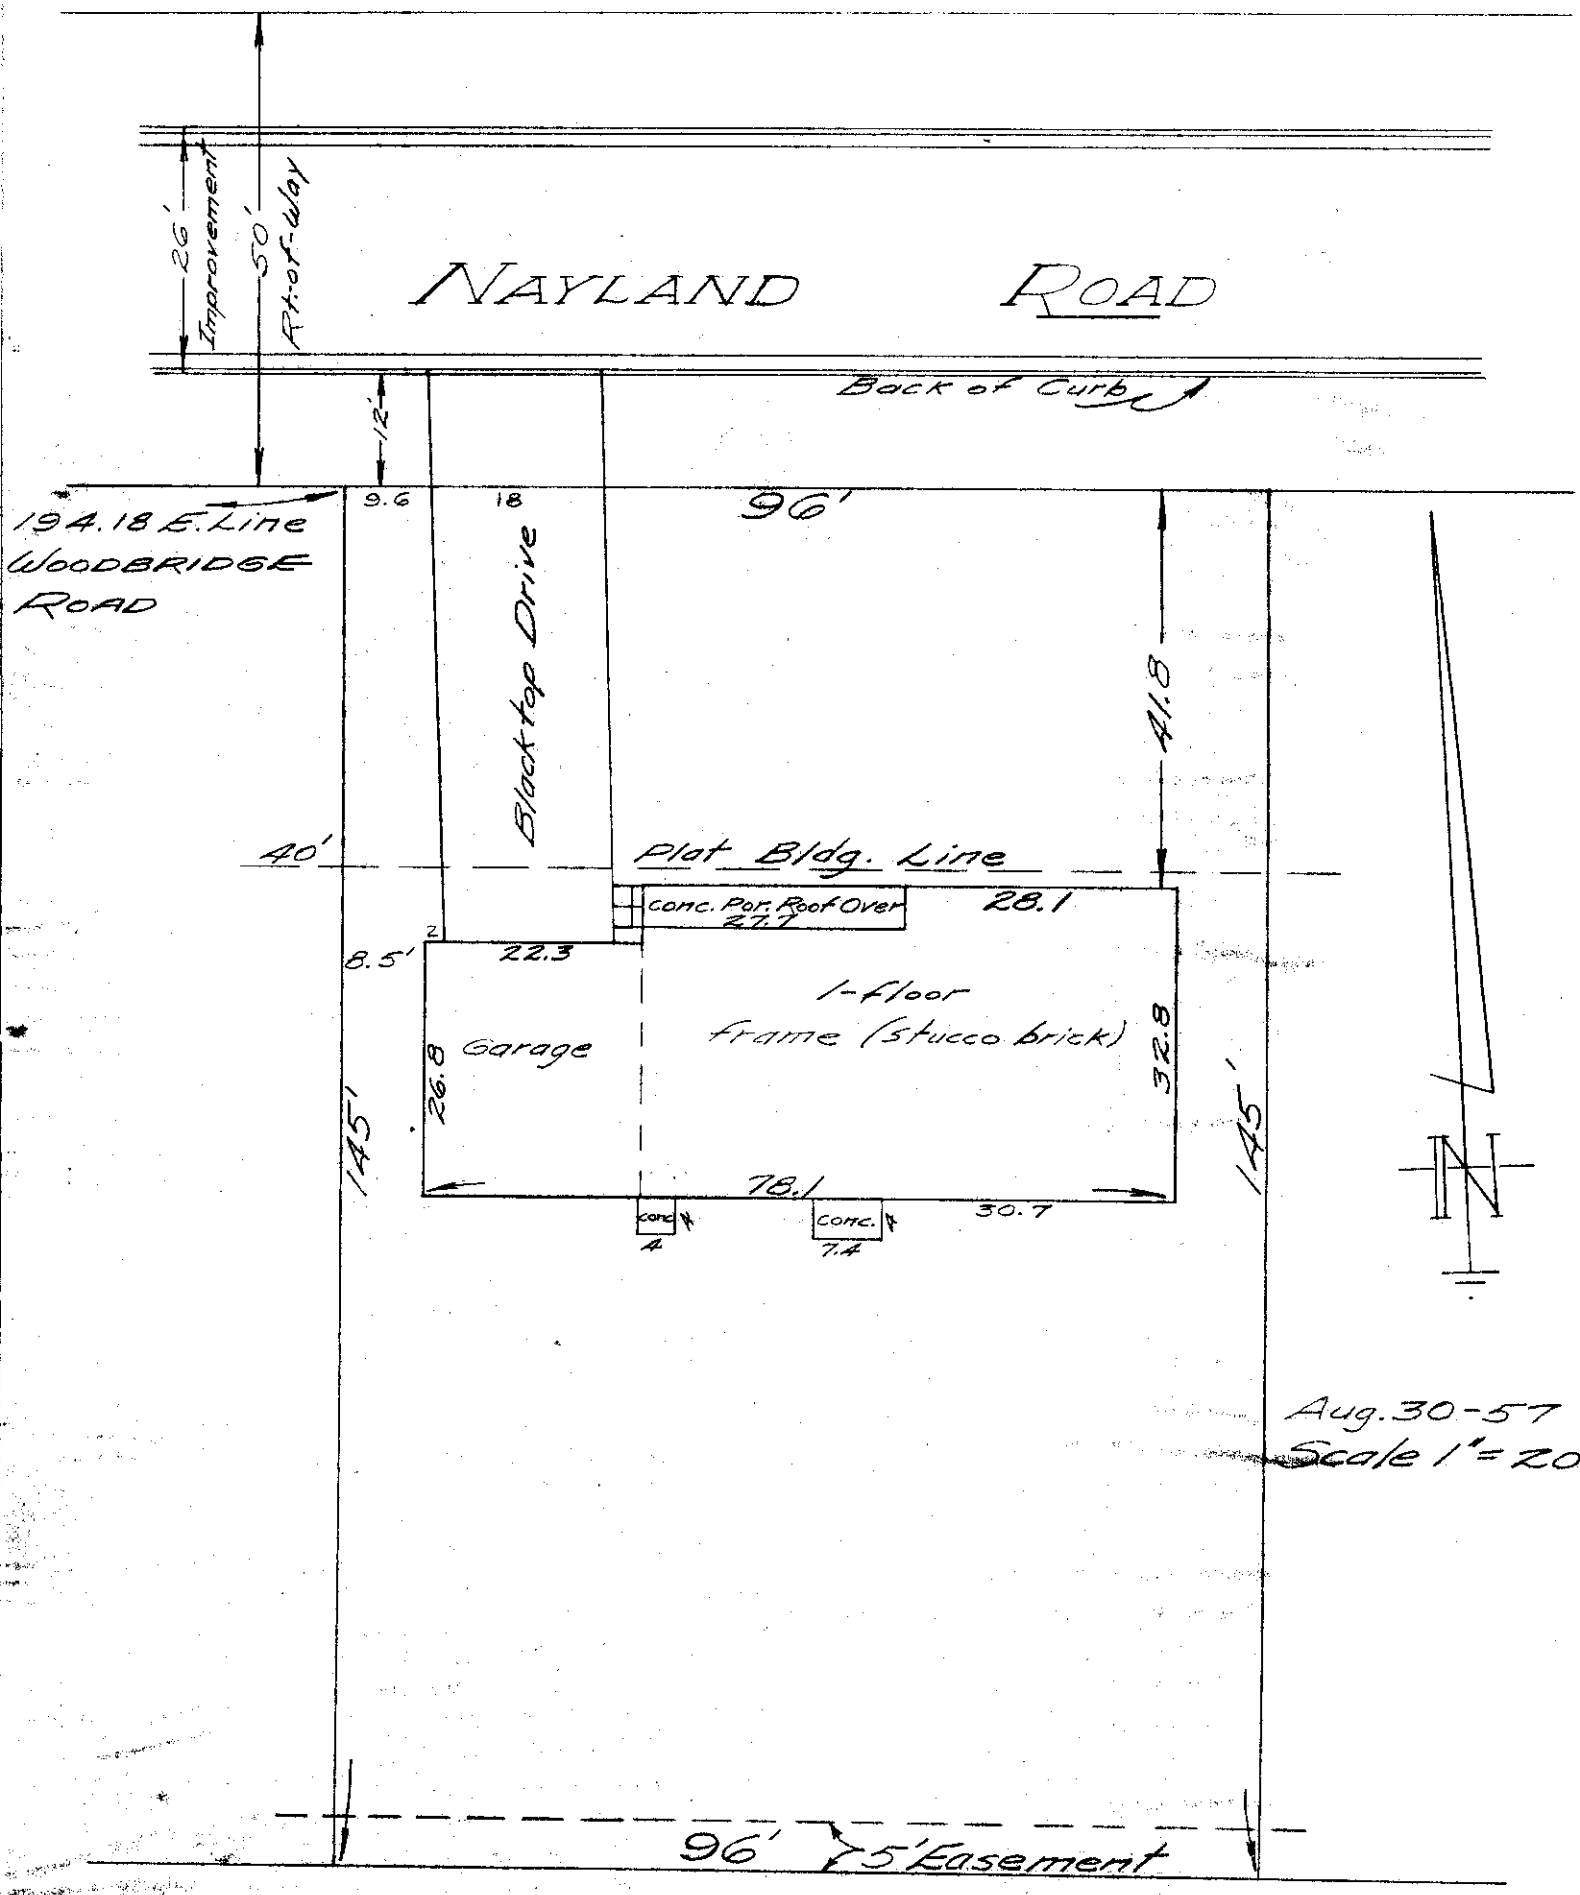 26'
Improvement
50'
Rt.-of-Way
NAYLAND ROAD
Back of Curb
12'
9.6
18
96'
194.18 E. Line
WOODBRIDGE
ROAD
Blacktop Drive
41.8
40'
Plat Bldg. Line
conc. Por. Roof Over
27.7
28.1
2
8.5'
22.3
1-floor
frame (stucco brick)
Garage
26.8
32.8
145'
145'
78.1
30.7
conc
4
4
conc.
4
7.4
N
Aug. 30-57
Scale 1"=20
96'
5' Easement